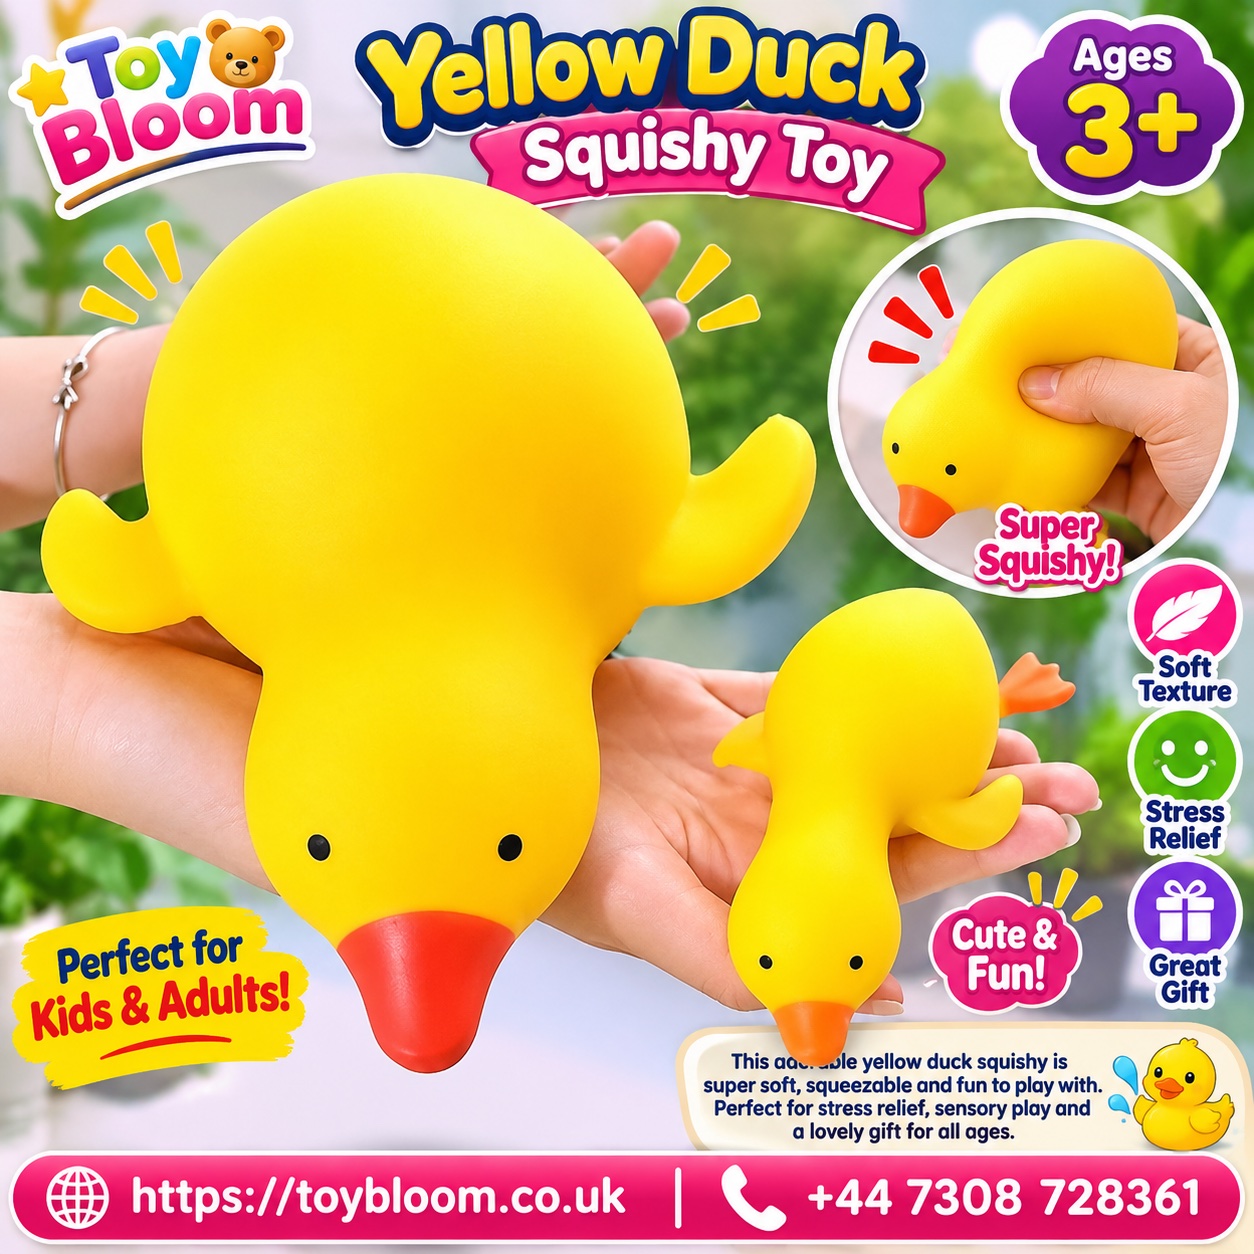 Toy
Bloom
Yellow Duck
Squishy Toy
Ages
3+
Super
Squishy!
Soft
Texture
Stress
Relief
Great
Gift
Cute &
Fun!
Perfect for
Kids & Adults!
This yellow duck squishy is
super soft, squeezable and fun to play with.
Perfect for stress relief, sensory play and
a lovely gift for all ages.
https://toybloom.co.uk
+44 7308 728361